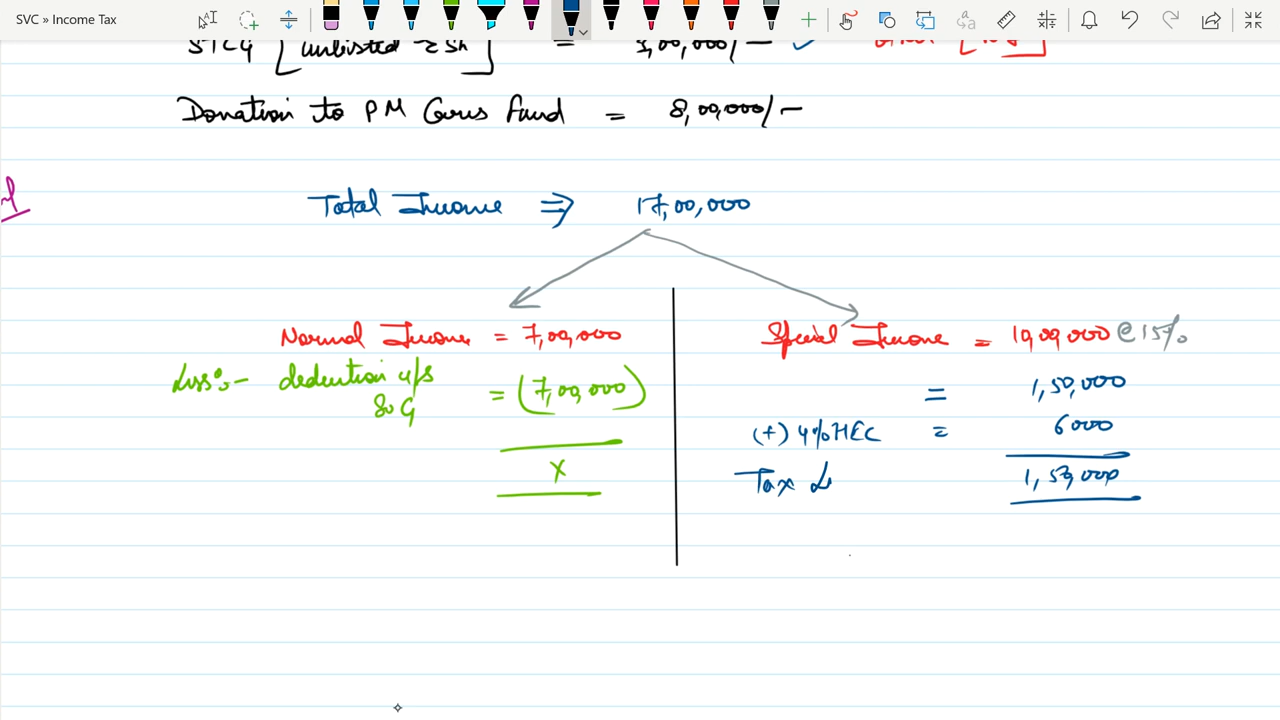 SVC » Income Tax
STCG [unlisted sh] = 5,00,000/-
Donation to PM Cares Fund = 8,00,000/-
Total Income ⇒ 17,00,000
Normal Income = 7,00,000
Less:- deduction u/s 80G = (7,00,000)
X
Special Income = 10,00,000 @ 15%
= 1,50,000
(+) 4% HEC = 6000
Tax L 1,56,000